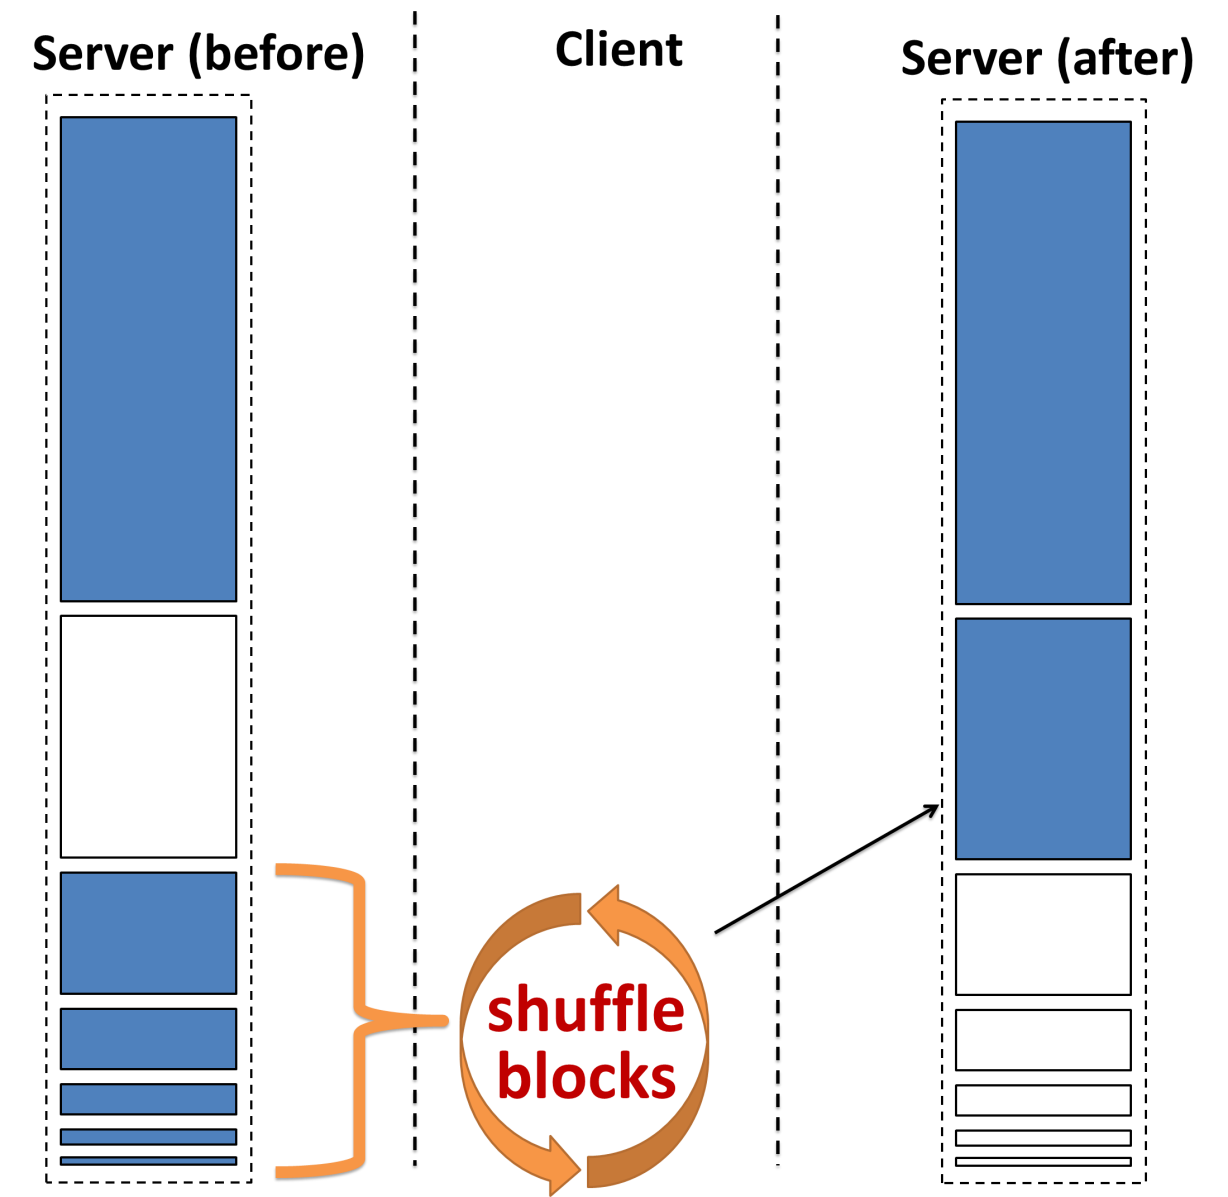 Server (before)
Client
Server (after)
shuffle
blocks